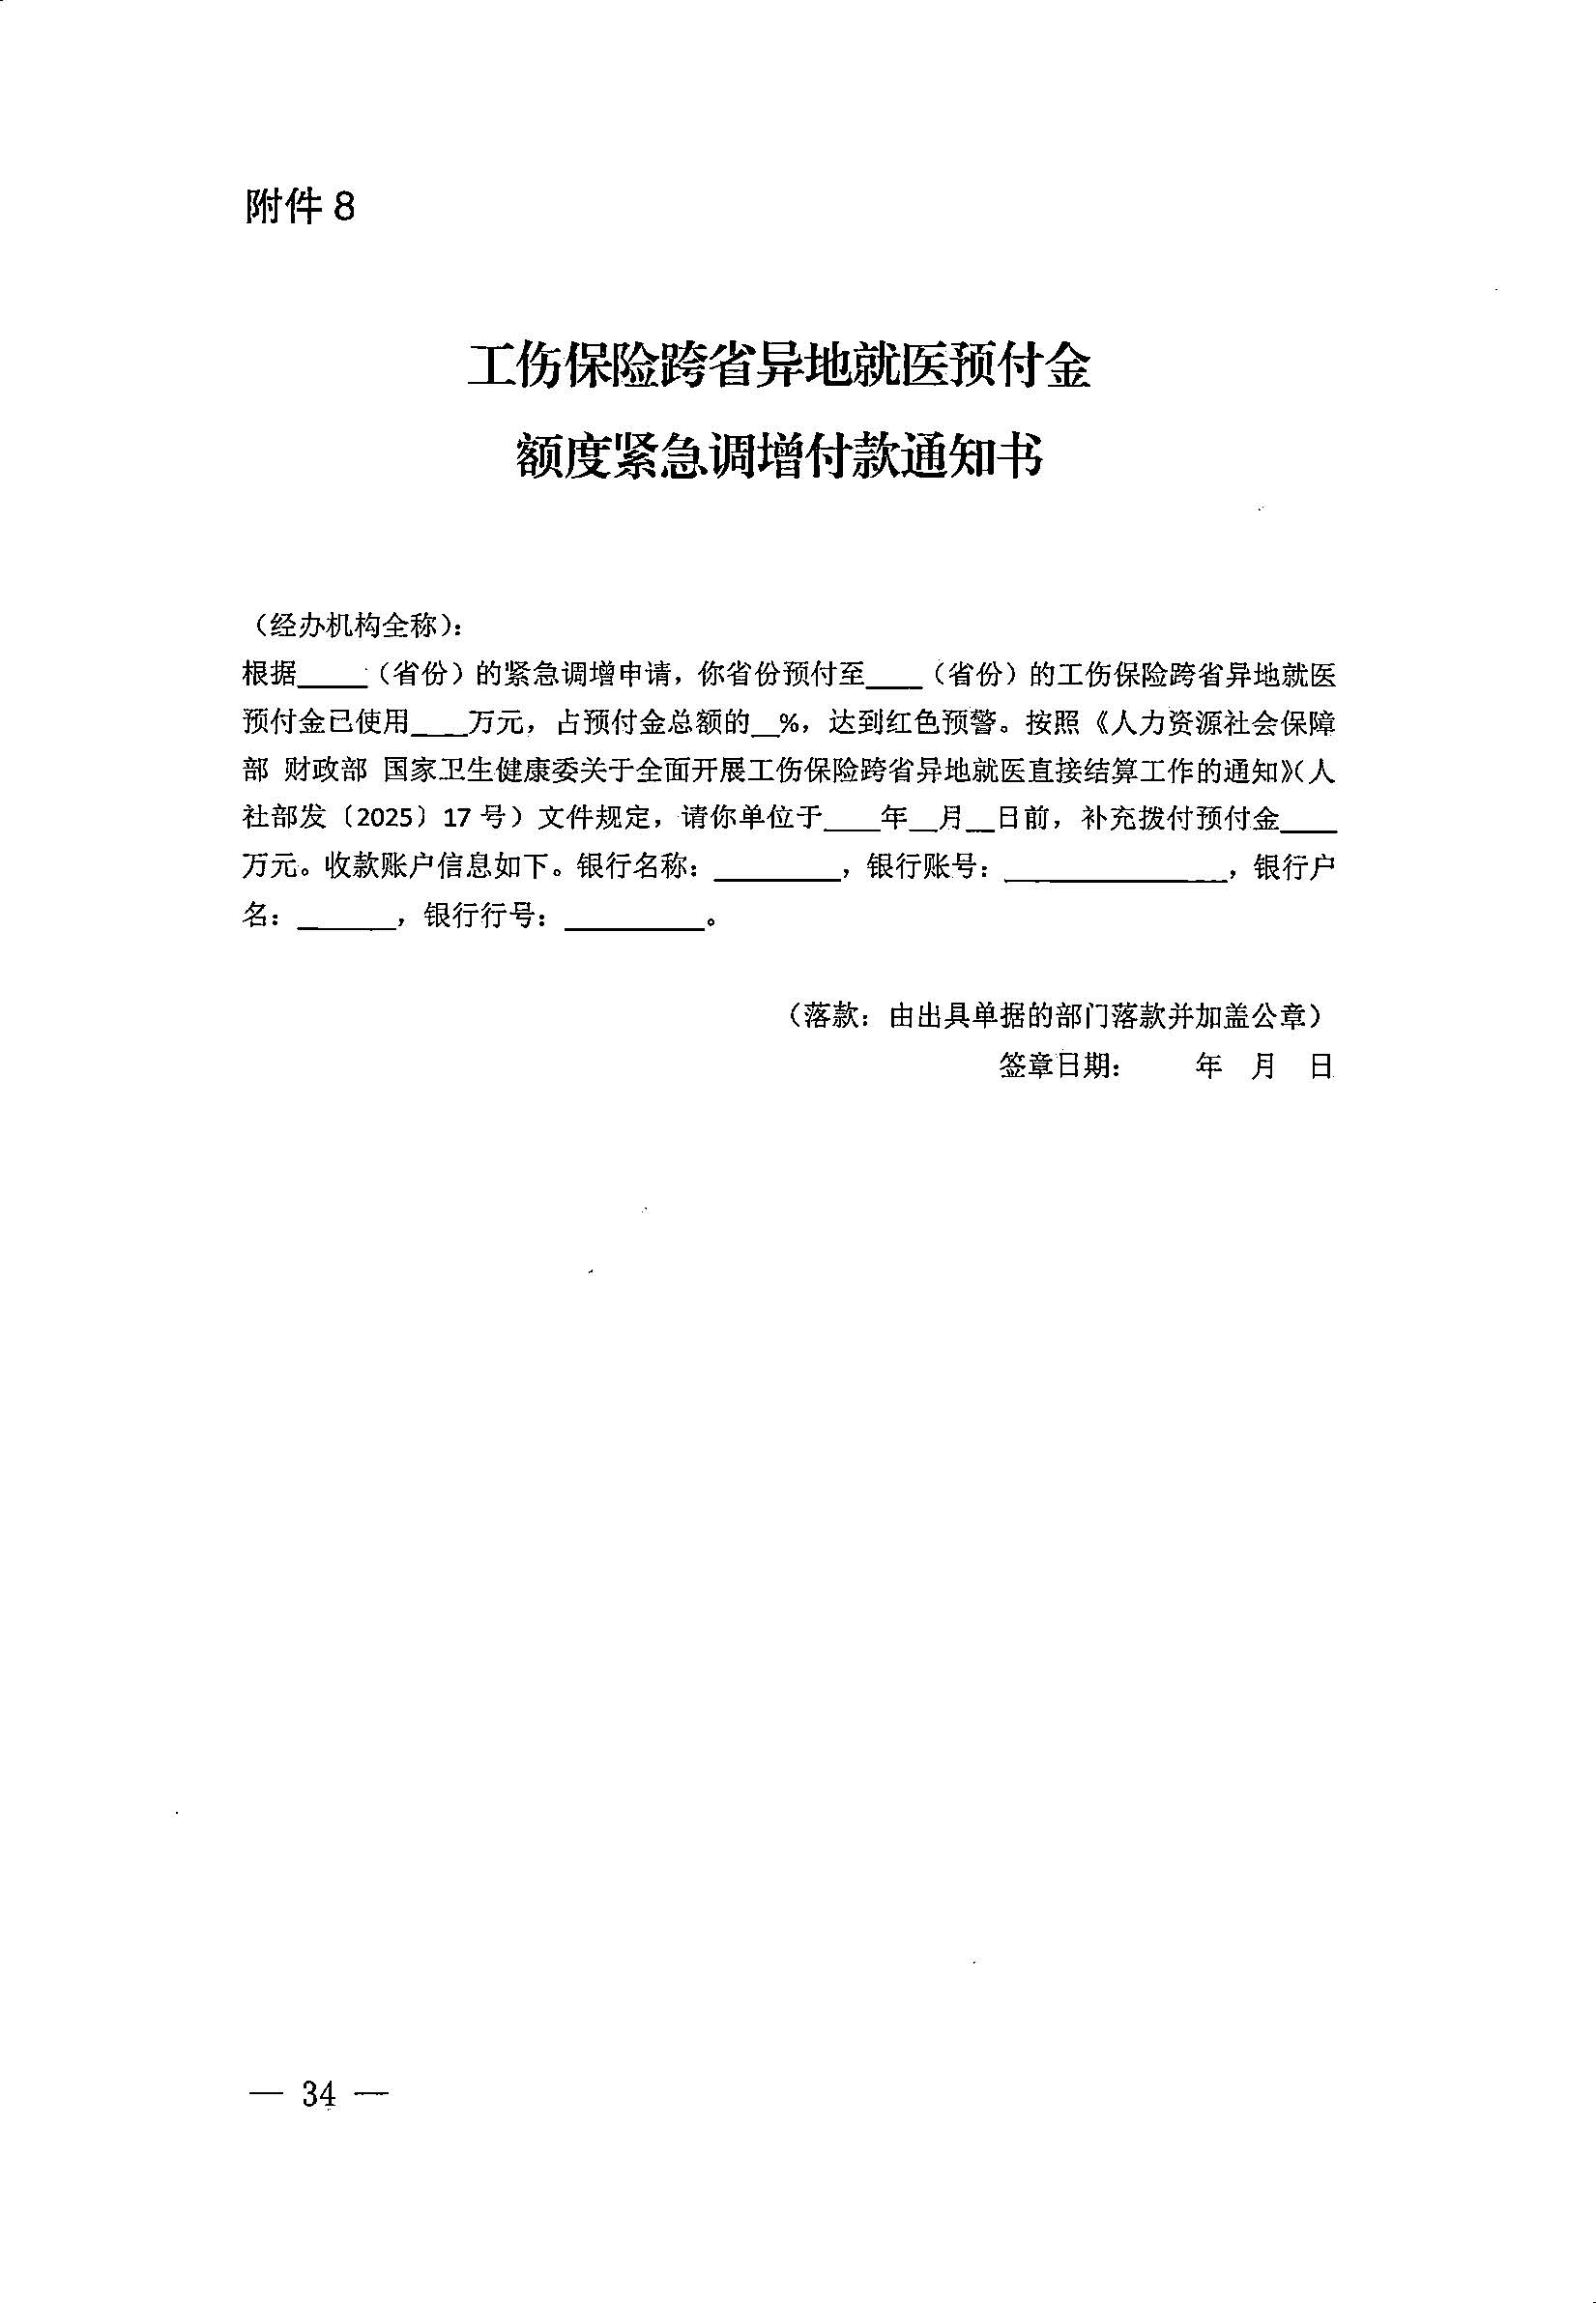 附件 8
工伤保险跨省异地就医预付金
额度紧急调增付款通知书
（经办机构全称）：
根据_____（省份）的紧急调增申请，你省份预付至____（省份）的工伤保险跨省异地就医
预付金已使用____万元，占预付金总额的__%，达到红色预警。按照《人力资源社会保障
部 财政部 国家卫生健康委关于全面开展工伤保险跨省异地就医直接结算工作的通知》（人
社部发〔2025〕17 号）文件规定，请你单位于____年__月__日前，补充拨付预付金____
万元。收款账户信息如下。银行名称：_________，银行账号：________________，银行户
名：_______，银行行号：__________。
（落款：由出具单据的部门落款并加盖公章）
签章日期： 年 月 日
— 34 —